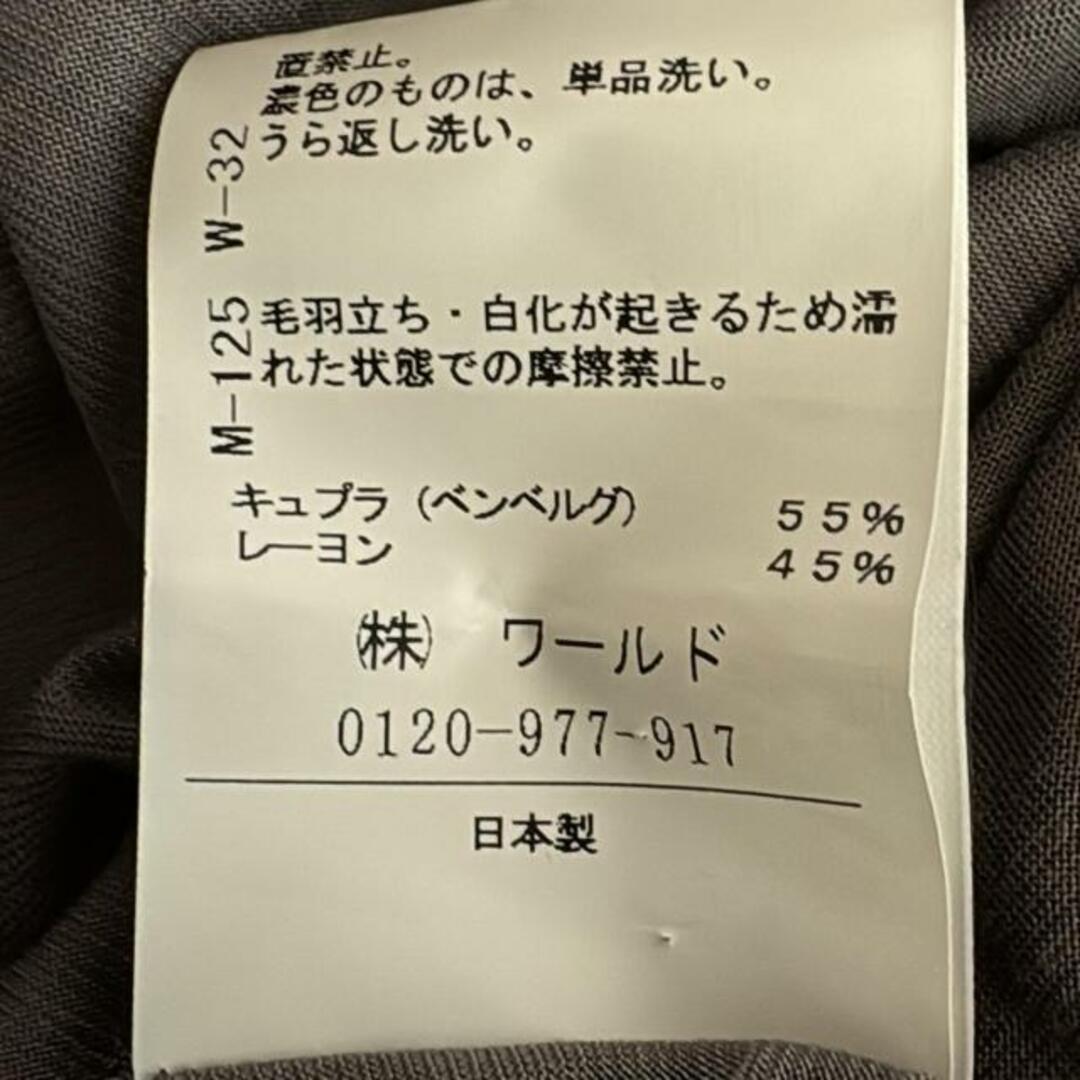 置禁止。
濃色のものは、単品洗い。
うら返し洗い。
W-32
毛羽立ち・白化が起きるため濡
れた状態での摩擦禁止。
M-125
キュプラ（ベンベルグ） 55%
レーヨン 45%
㈱ ワールド
0120-977-917
日本製